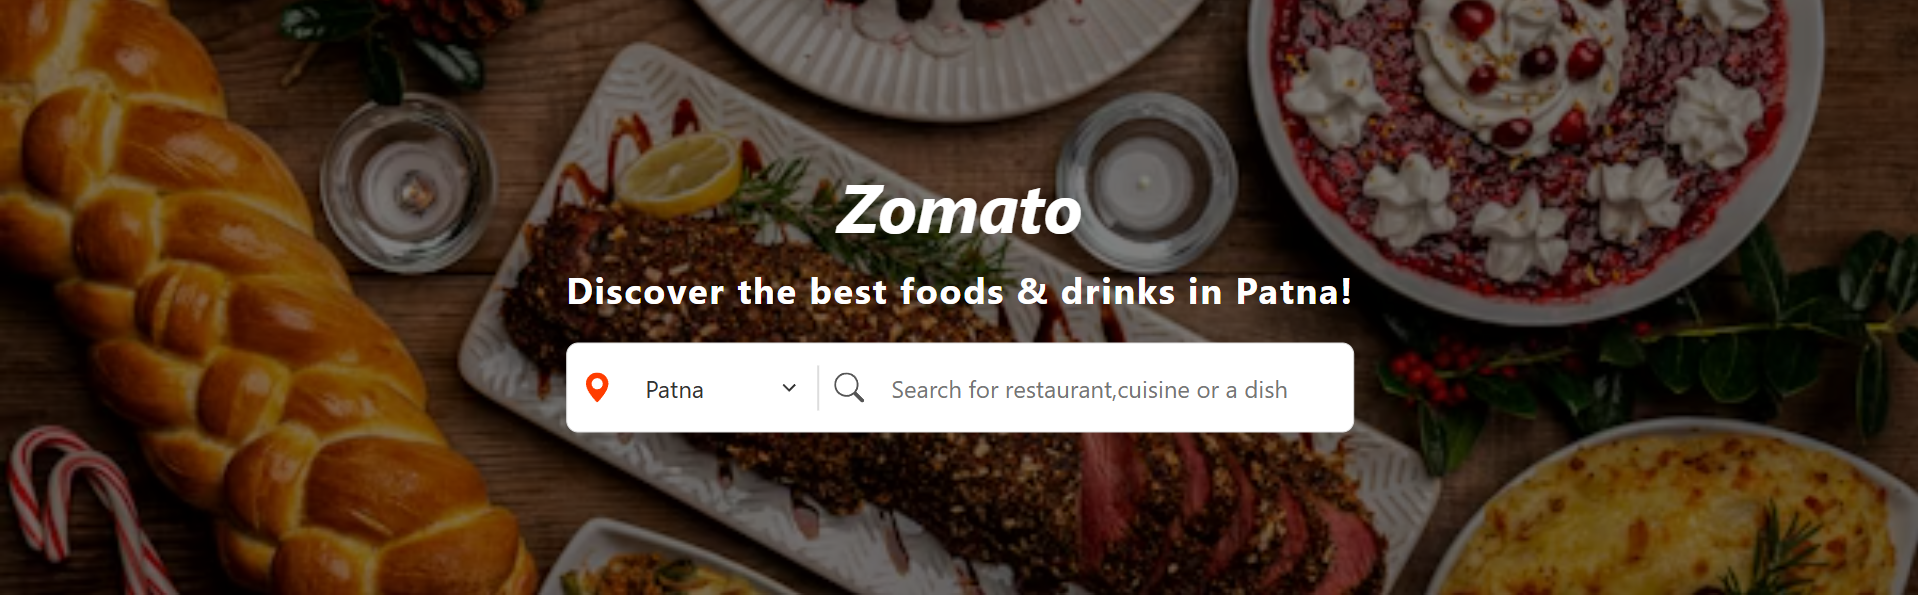 Zomato
Discover the best foods & drinks in Patna!
Patna
Search for restaurant,cuisine or a dish